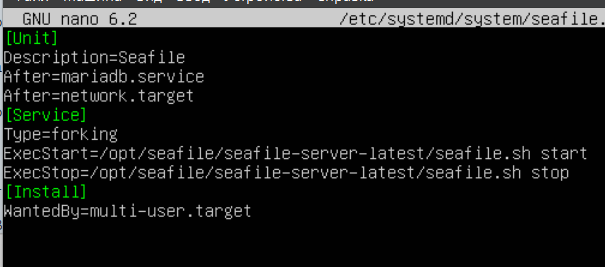 GNU nano 6.2 /etc/systemd/system/seafile.
[Unit]
Description=Seafile
After=mariadb.service
After=network.target
[Service]
Type=forking
ExecStart=/opt/seafile/seafile-server-latest/seafile.sh start
ExecStop=/opt/seafile/seafile-server-latest/seafile.sh stop
[Install]
WantedBy=multi-user.target